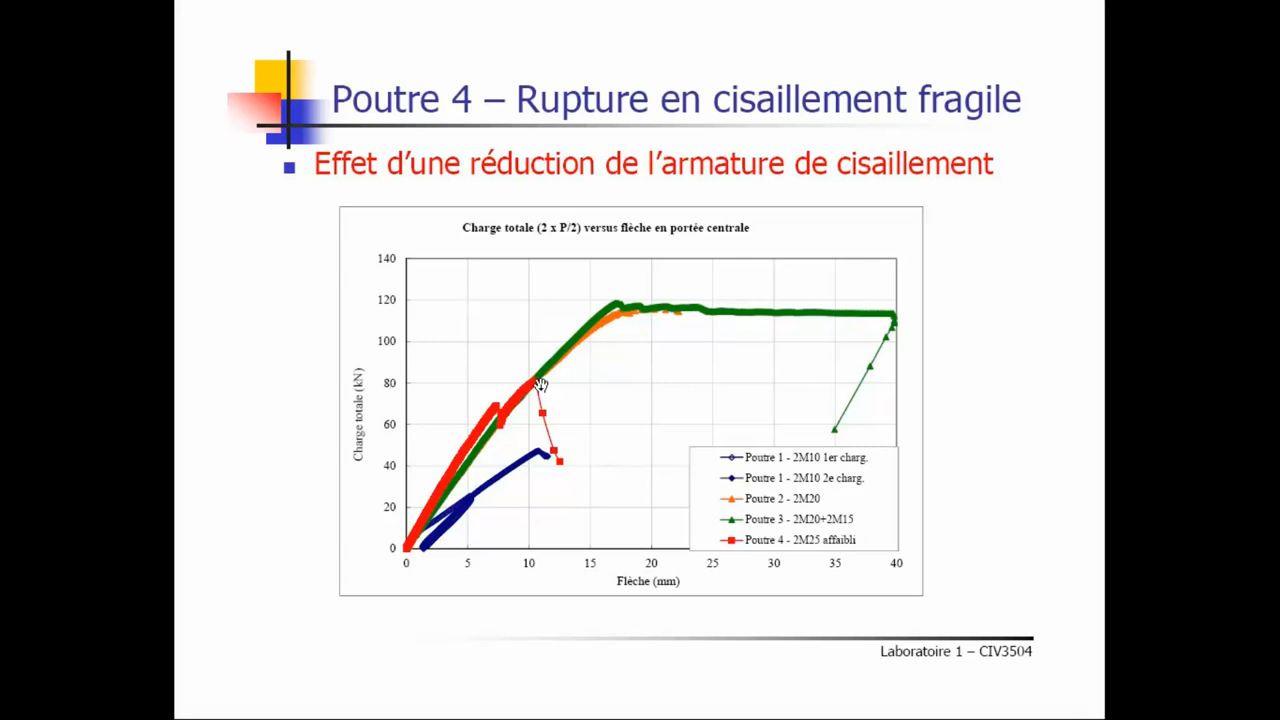 Poutre 4 – Rupture en cisaillement fragile
Effet d'une réduction de l'armature de cisaillement
Charge totale (2 x P/2) versus flèche en portée centrale
140
120
100
80
60
40
20
0
Charge totale (kN)
0 5 10 15 20 25 30 35 40
Flèche (mm)
Poutre 1 - 2M10 1er charg.
Poutre 1 - 2M10 2e charg.
Poutre 2 - 2M20
Poutre 3 - 2M20+2M15
Poutre 4 - 2M25 affaibli
Laboratoire 1 – CIV3504